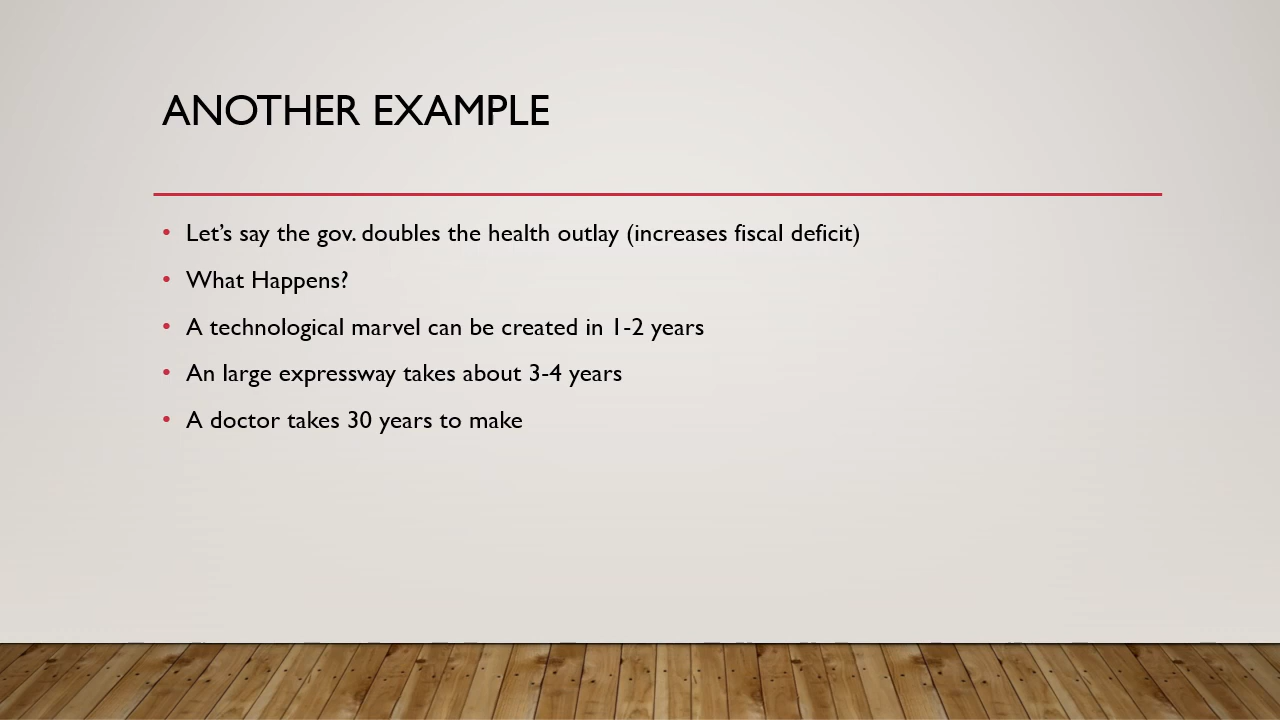 ANOTHER EXAMPLE
• Let’s say the gov. doubles the health outlay (increases fiscal deficit)
• What Happens?
• A technological marvel can be created in 1-2 years
• An large expressway takes about 3-4 years
• A doctor takes 30 years to make